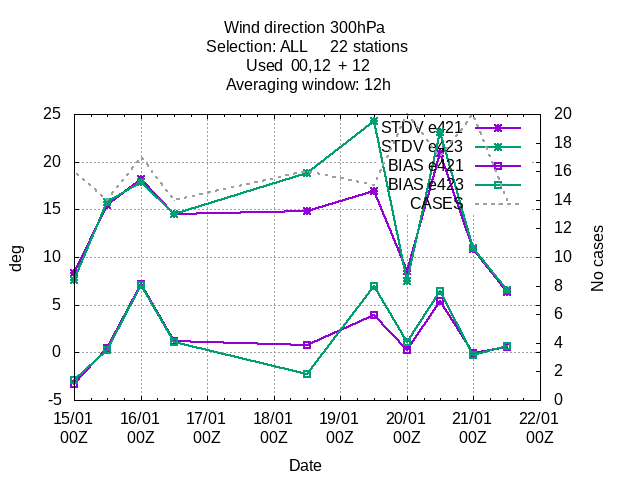 Wind direction 300hPa
Selection: ALL 22 stations
Used 00,12 + 12
Averaging window: 12h
25
20
15
10
5
0
-5
deg
20
18
16
14
12
10
8
6
4
2
0
No cases
STDV e421
STDV e423
BIAS e421
BIAS e423
CASES
15/01 16/01 17/01 18/01 19/01 20/01 21/01 22/01
00Z 00Z 00Z 00Z 00Z 00Z 00Z 00Z
Date